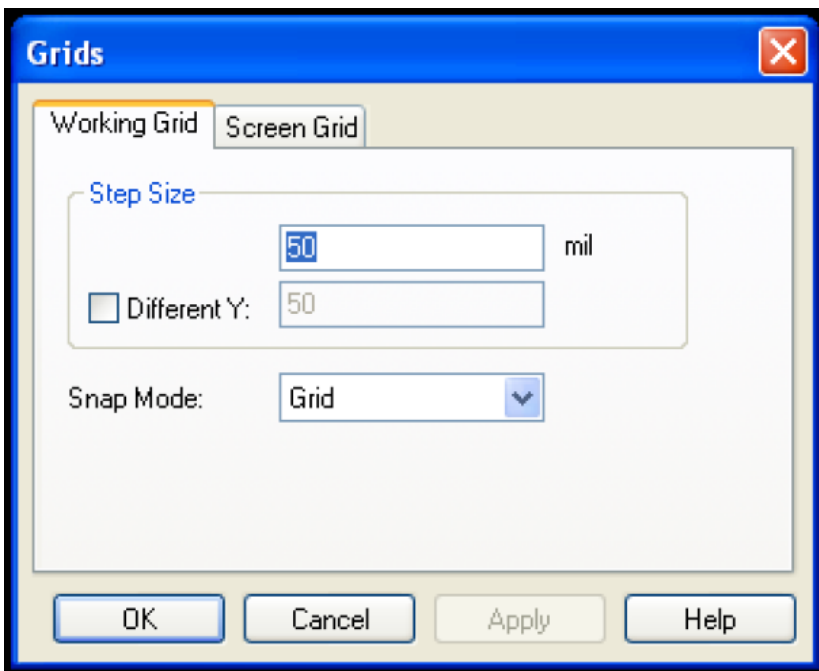 Grids
Working Grid Screen Grid
Step Size
50 mil
Different Y: 50
Snap Mode: Grid
OK Cancel Apply Help